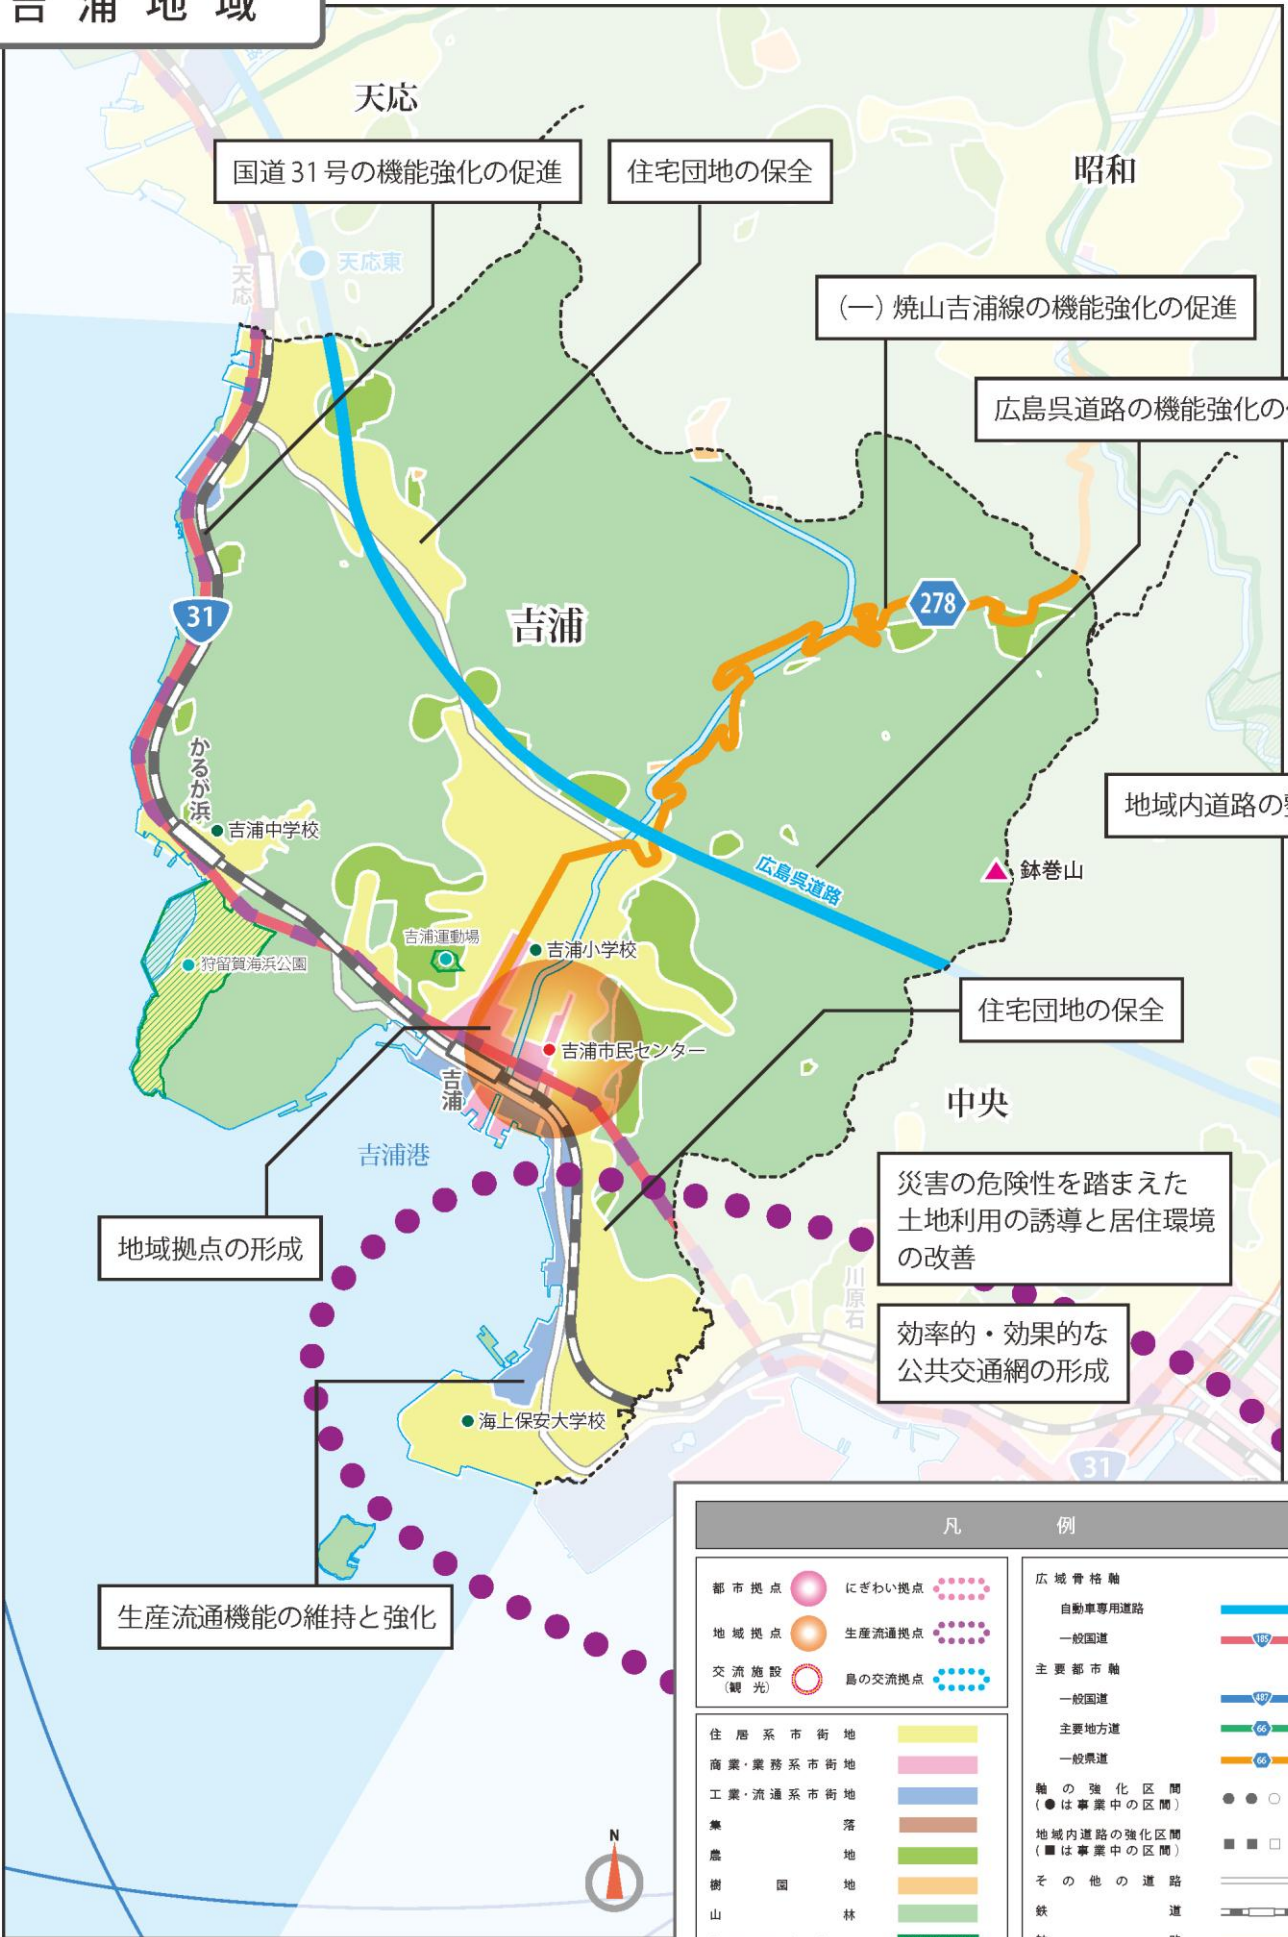 吉浦地域
天応
国道31号の機能強化の促進
住宅団地の保全
昭和
天応東
天応
(一)焼山吉浦線の機能強化の促進
広島呉道路の機能強化の
278
31
吉浦
かるが浜
吉浦中学校
地域内道路の
広島呉道路
鉢巻山
吉浦運動場
吉浦小学校
狩留賀海浜公園
住宅団地の保全
吉浦市民センター
吉浦
中央
吉浦港
災害の危険性を踏まえた
土地利用の誘導と居住環境
の改善
地域拠点の形成
川原石
効率的・効果的な
公共交通網の形成
海上保安大学校
31
生産流通機能の維持と強化
凡例
都市拠点
にぎわい拠点
地域拠点
生産流通拠点
交流施設
(観光)
島の交流拠点
住居系市街地
商業・業務系市街地
工業・流通系市街地
集落
農地
樹園地
山林
広域骨格軸
自動車専用道路
一般国道
185
主要都市軸
一般国道
487
主要地方道
66
一般県道
66
軸の強化区間
(●は事業中の区間)
地域内道路の強化区間
(■は事業中の区間)
その他の道路
鉄道
N